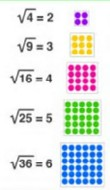 √4 = 2
√9 = 3
√16 = 4
√25 = 5
√36 = 6